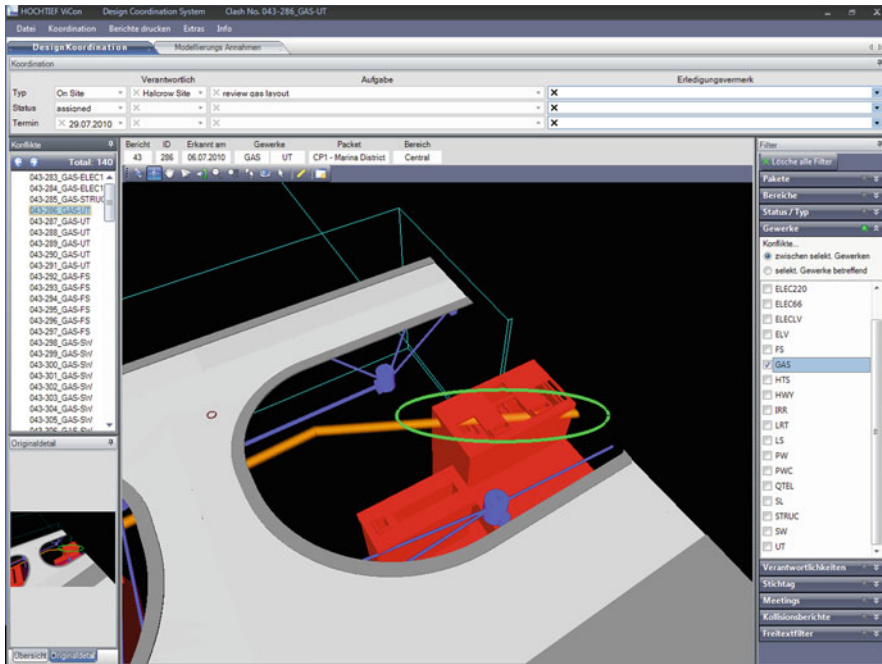 HOCHTIEF ViCon Design Coordination System Clash No. 043-286_GAS-UT
Datei Koordination Berichte drucken Extras Info
DesignKoordination Modellierungs Annahmen
Koordination
Verantwortlich Aufgabe Erledigungsvermerk
Typ On Site Halcrow Site review gas layout
Status assigned
Termin 29.07.2010
Konflikte
Total: 140
043-283_GAS-ELEC1
043-284_GAS-ELEC1
043-285_GAS-STRUC
043-286_GAS-UT
043-287_GAS-UT
043-288_GAS-UT
043-289_GAS-UT
043-290_GAS-UT
043-291_GAS-UT
043-292_GAS-FS
043-293_GAS-FS
043-294_GAS-FS
043-295_GAS-FS
043-296_GAS-FS
043-297_GAS-FS
043-298_GAS-SW
043-299_GAS-SW
043-300_GAS-SW
043-301_GAS-SW
043-302_GAS-SW
043-303_GAS-SW
043-304_GAS-SW
043-305_GAS-SW
043-306_GAS-SW
Originaldetail
Übersicht Originaldetail
Bericht ID Erkannt am Gewerke Packet Bereich
43 286 06.07.2010 GAS UT CP1 - Marina District Central
Filter
Lösche alle Filter
Pakete
Bereiche
Status/Typ
Gewerke
Konflikte...
zwischen selekt. Gewerken
selekt. Gewerke betreffend
ELEC220
ELEC66
ELECLV
ELV
FS
GAS
HTS
HWY
IRR
LRT
LS
PW
PWC
QTEL
SL
STRUC
SW
UT
Verantwortlichkeiten
Stichtag
Meetings
Kollisionsberichte
Freitextfilter